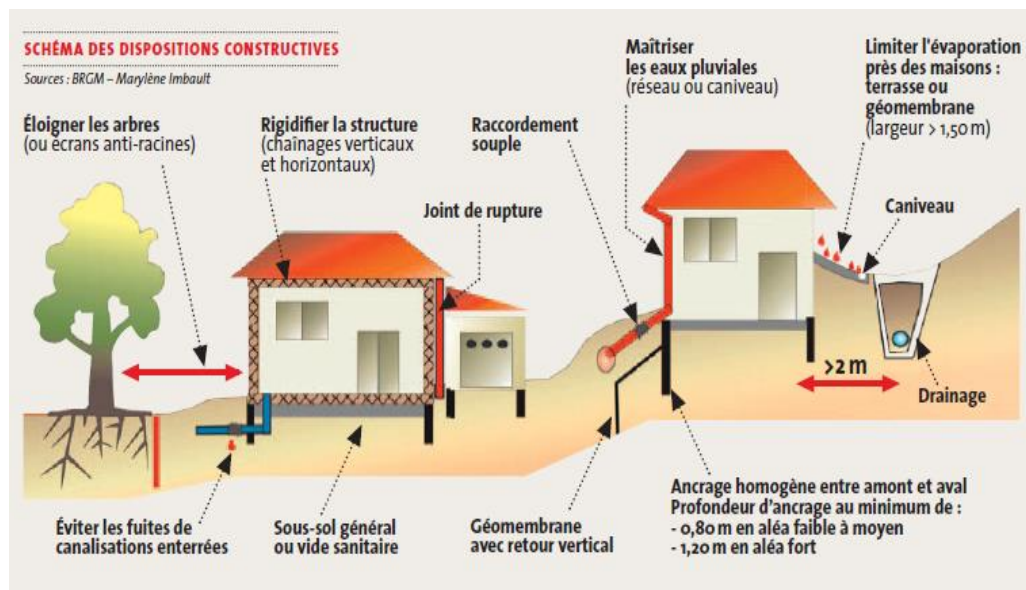 SCHÉMA DES DISPOSITIONS CONSTRUCTIVES
Sources : BRGM – Marylène Imbault
Éloigner les arbres
(ou écrans anti-racines)
Rigidifier la structure
(chaînages verticaux
et horizontaux)
Joint de rupture
Raccordement
souple
Maîtriser
les eaux pluviales
(réseau ou caniveau)
Limiter l'évaporation
près des maisons :
terrasse ou
géomembrane
(largeur > 1,50 m)
Caniveau
>2 m
Drainage
Éviter les fuites de
canalisations enterrées
Sous-sol général
ou vide sanitaire
Géomembrane
avec retour vertical
Ancrage homogène entre amont et aval
Profondeur d'ancrage au minimum de :
- 0,80 m en aléa faible à moyen
- 1,20 m en aléa fort